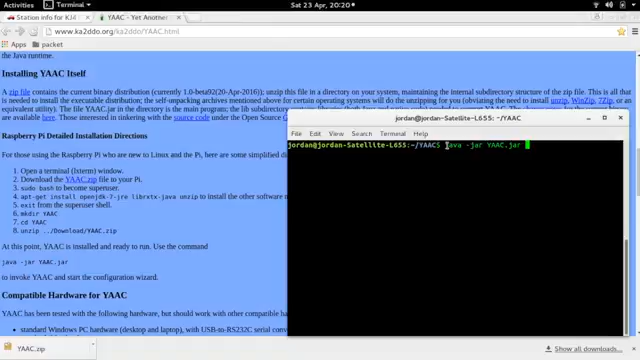 Activities
Terminal
Sat 23 Apr, 20:20
Station info for KJ4
YAAC - Yet Another
ka2ddo.org/ka2ddo/YAAC.html
Apps
packet
the Java runtime.
Installing YAAC Itself
A zip file contains the current binary distribution (currently 1.0-beta92(20-Apr-2016)); unzip this file in a directory on your system, maintaining the internal subdirectory structure of the zip file. This is all that
is needed to install the executable distribution; the self-unpacking archives mentioned above for certain operating systems will do the unzipping for you (obviating the need to install unzip, WinZip, 7Zip, or an
equivalent utility). The file YAAC.jar in the directory is the main program; the lib subdirectory contains
are available here. Those interested in tinkering with the source code under the Open Source G
Raspberry Pi Detailed Installation Directions
For those using the Raspberry Pi who are new to Linux and the Pi, here are some simplified di
1. Open a terminal (Xterm) window.
2. Download the YAAC.zip file to your Pi.
3. sudo bash to become superuser.
4. apt-get install openjdk-7-jre librxtx-java unzip to install the other software n
5. exit from the superuser shell.
6. mkdir YAAC
7. cd YAAC
8. unzip ../Download/YAAC.zip
At this point, YAAC is installed and ready to run. Use the command
java -jar YAAC.jar
to invoke YAAC and start the configuration wizard.
Compatible Hardware for YAAC
YAAC has been tested with the following hardware, but should work with other compatible h
• standard Windows PC hardware (desktop and laptop), with USB-to-RS232C serial conv
jordan@jordan-Satellite-L655: ~/YAAC
File Edit View Search Terminal Help
jordan@jordan-Satellite-L655:~/YAAC$ java -jar YAAC.jar
YAAC.zip
Show all downloads...